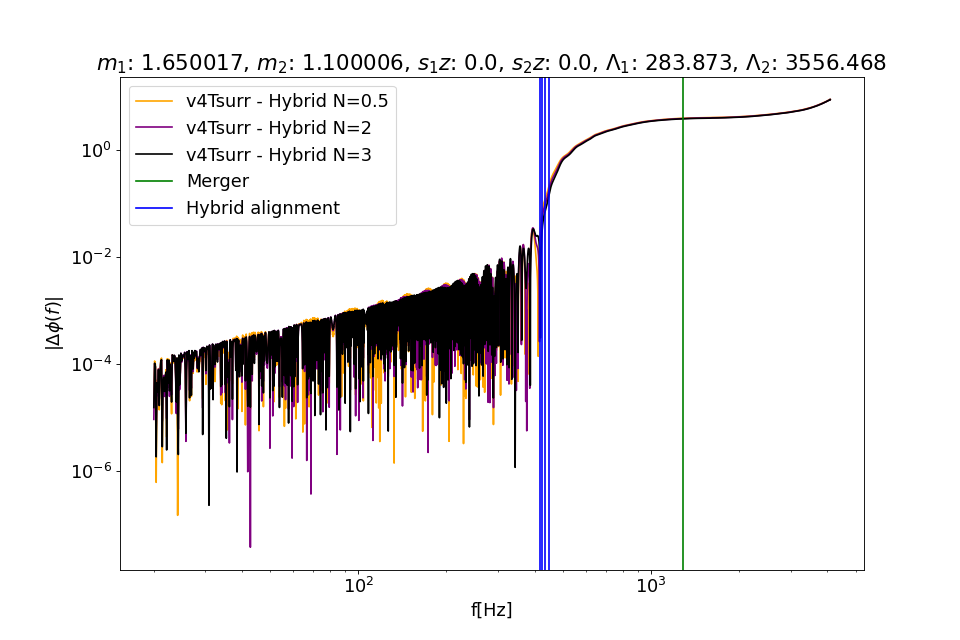 m₁: 1.650017, m₂: 1.100006, s₁z: 0.0, s₂z: 0.0, Λ₁: 283.873, Λ₂: 3556.468
v4Tsurr - Hybrid N=0.5
v4Tsurr - Hybrid N=2
v4Tsurr - Hybrid N=3
Merger
Hybrid alignment
10⁰
10⁻²
10⁻⁴
10⁻⁶
|Δϕ(f)|
10² 10³
f[Hz]